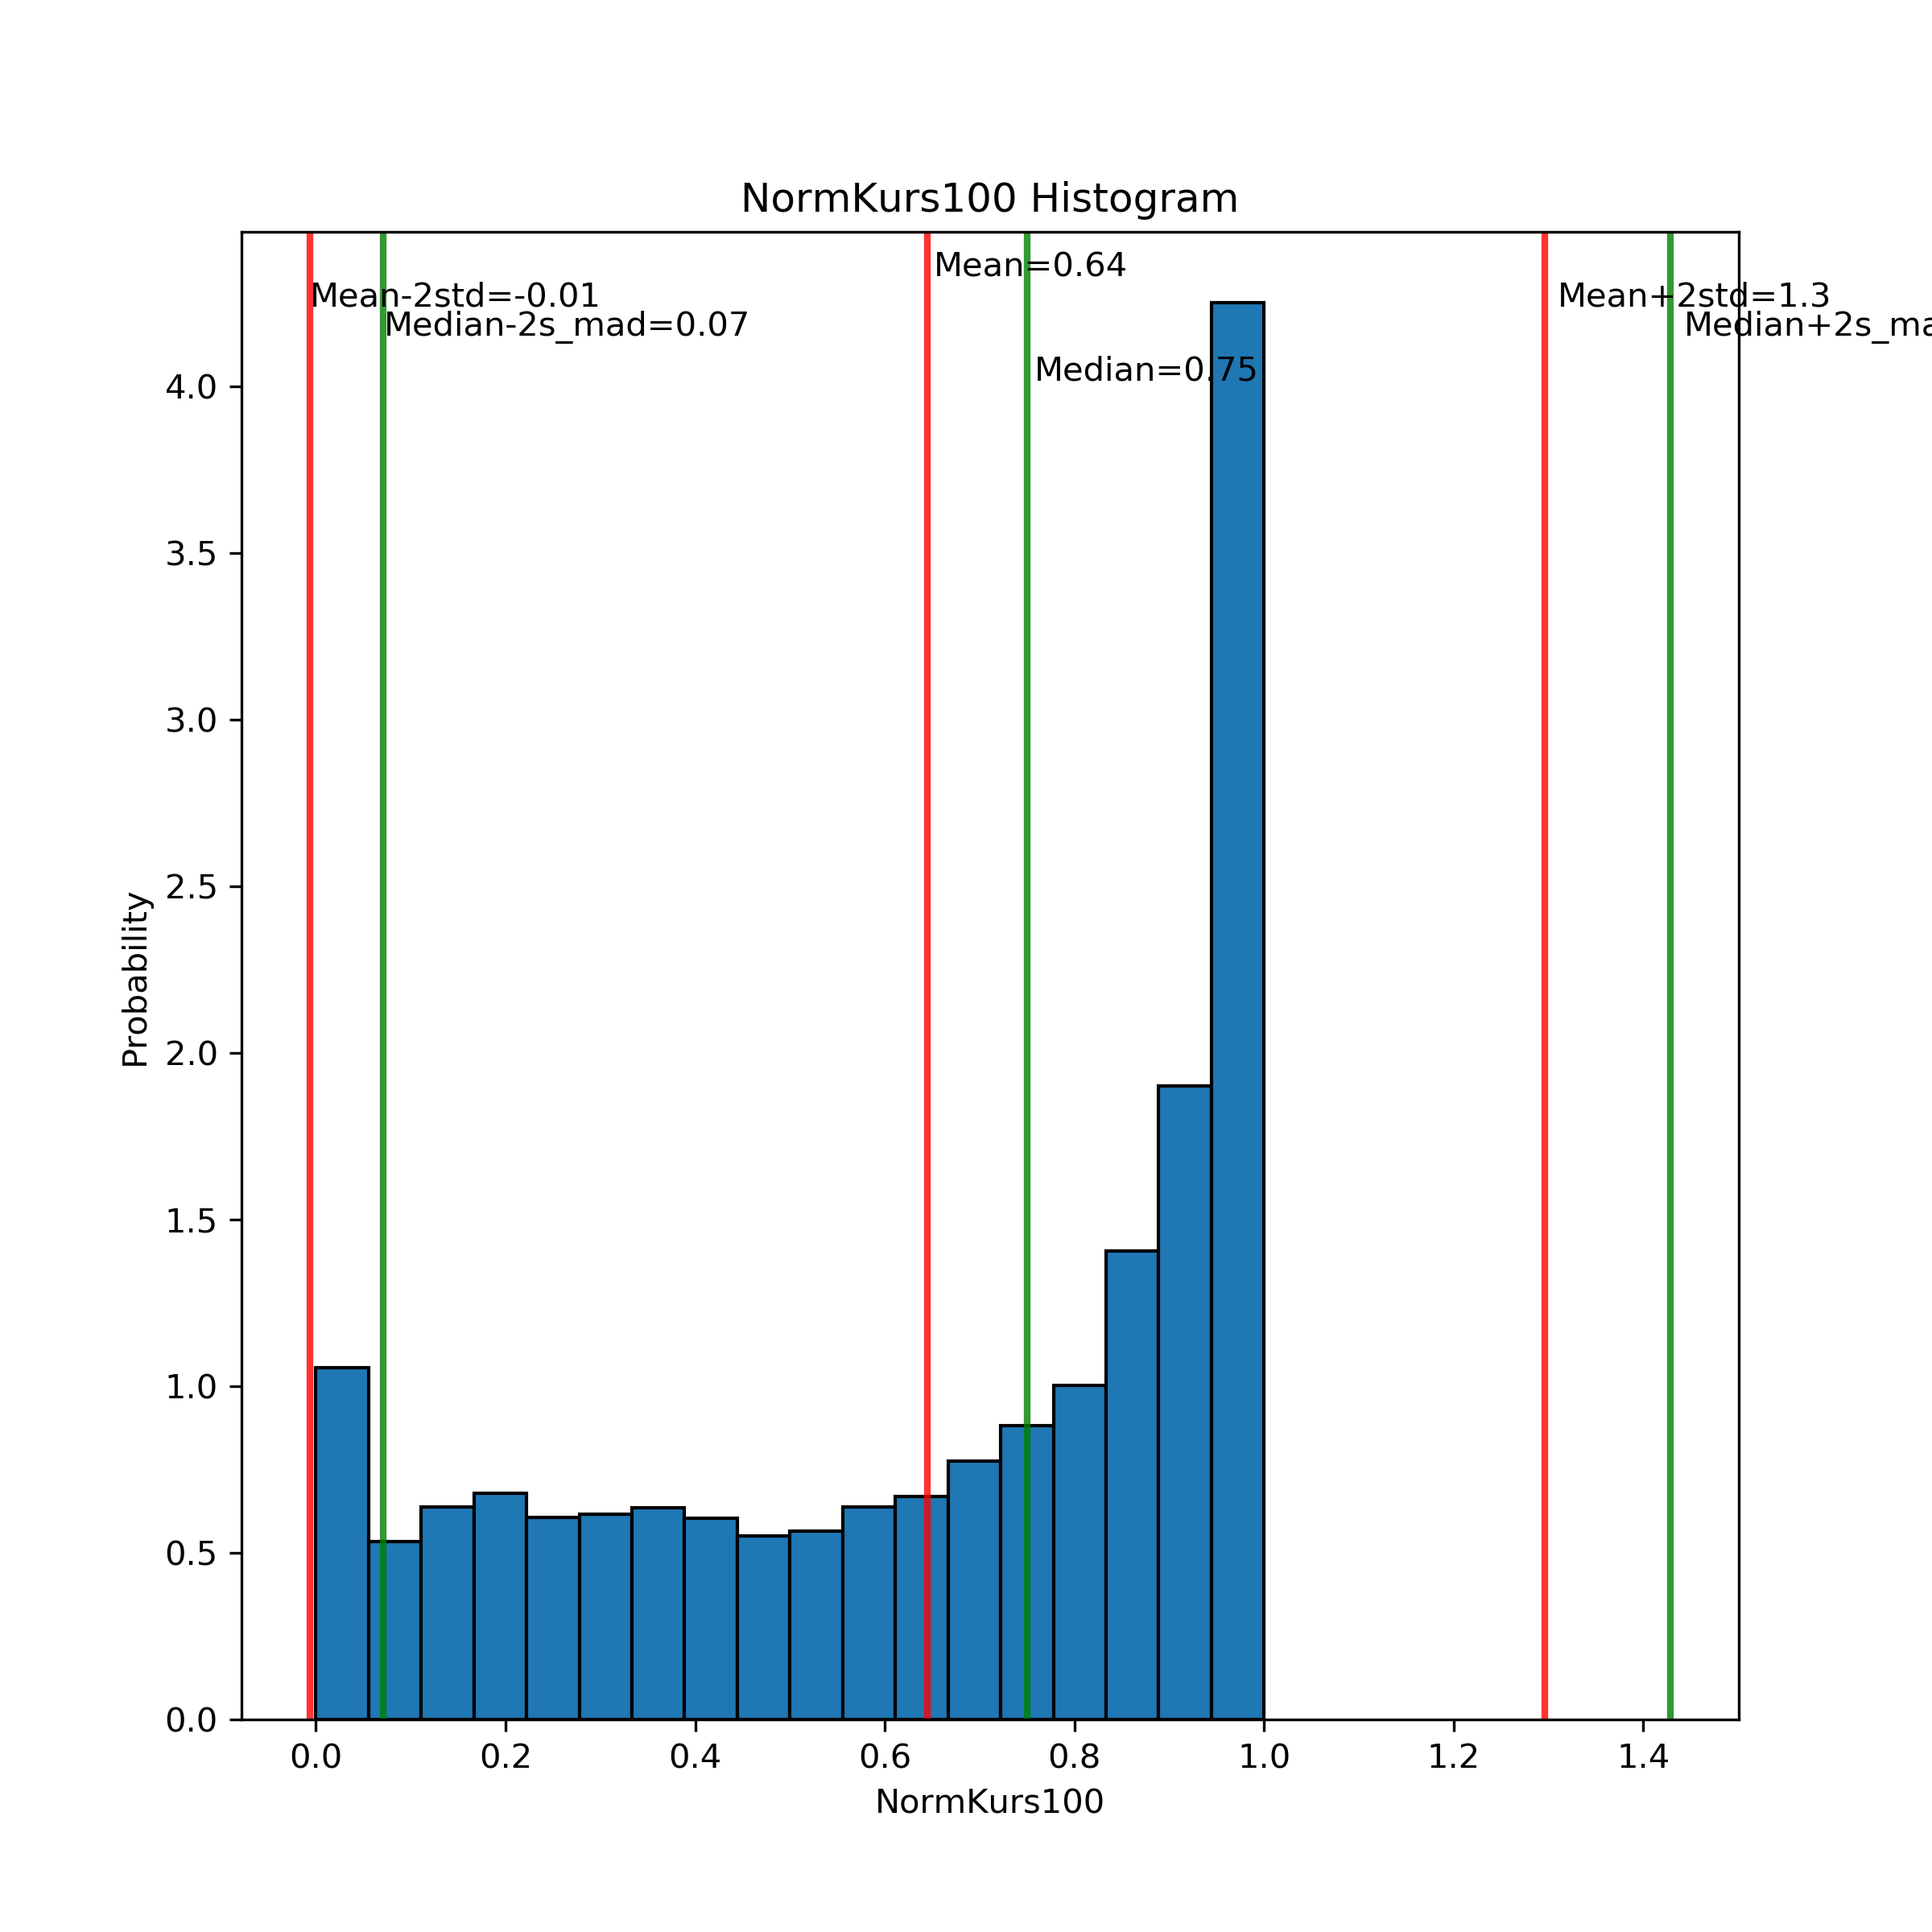 NormKurs100 Histogram
Mean=0.64
Mean-2std=-0.01
Mean+2std=1.3
Median-2s_mad=0.07
Median+2s_ma
Median=0.75
4.0
3.5
3.0
2.5
2.0
1.5
1.0
0.5
0.0
Probability
0.0 0.2 0.4 0.6 0.8 1.0 1.2 1.4
NormKurs100